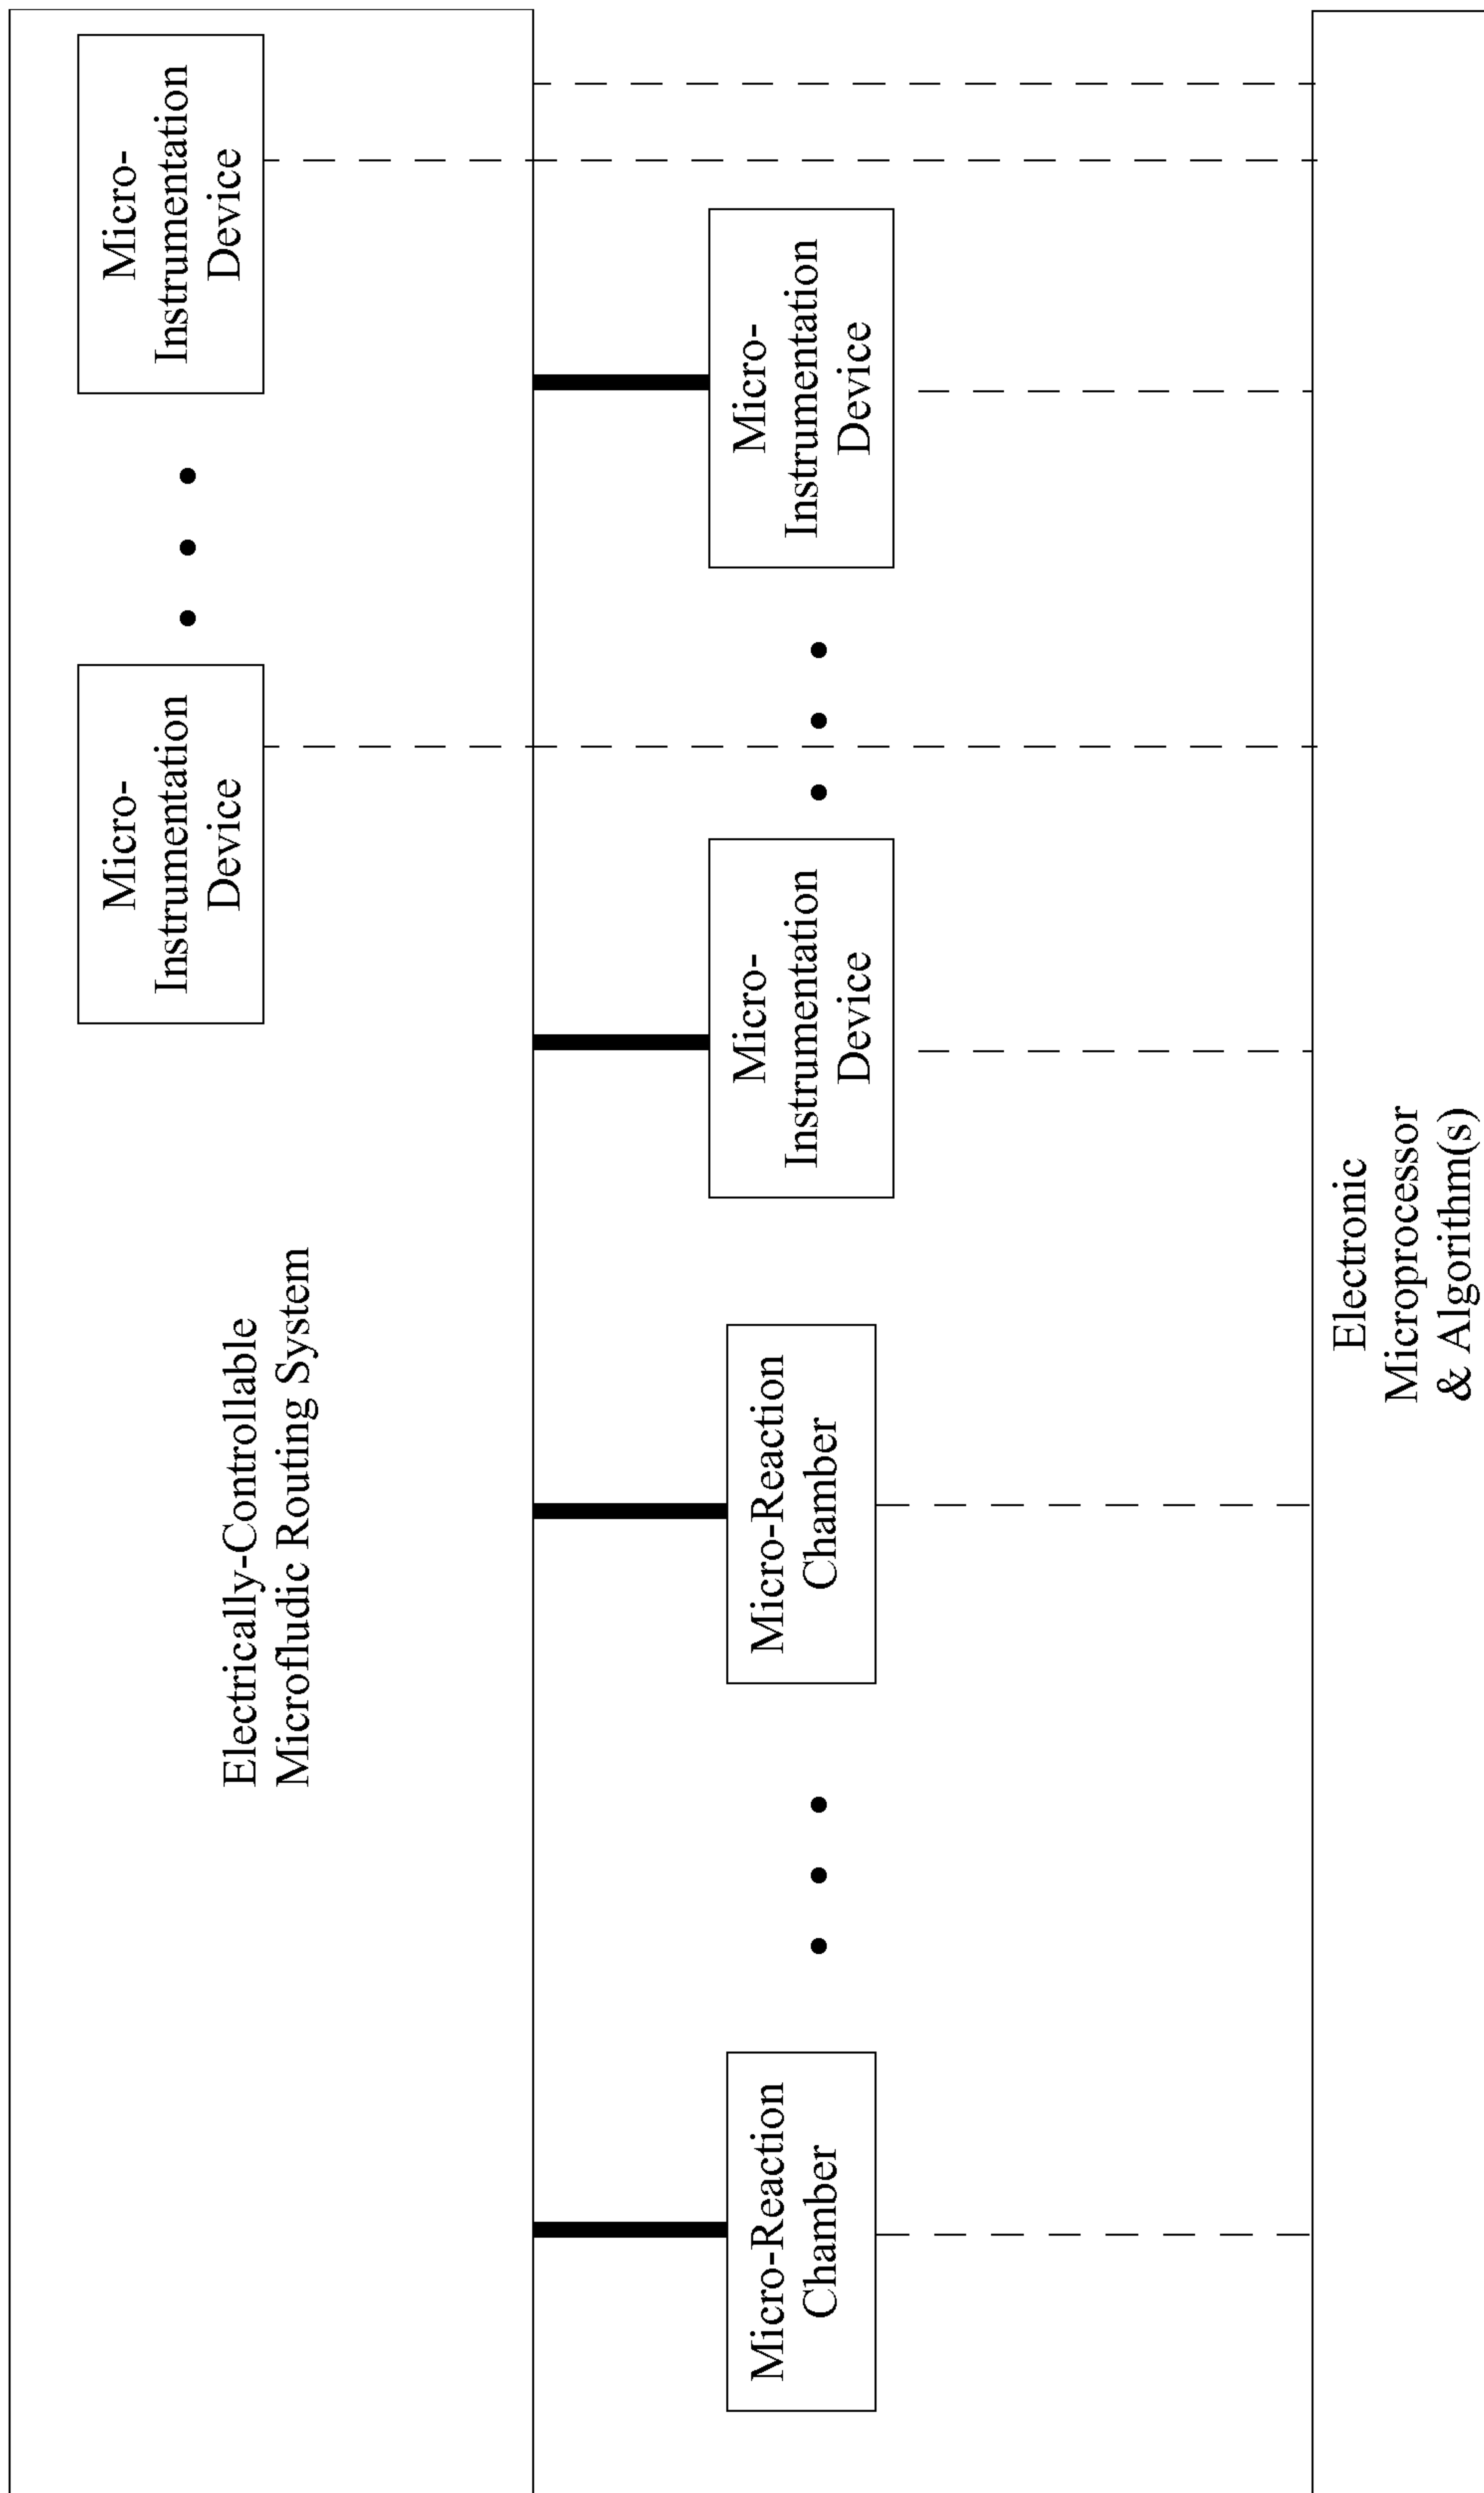 Electrically-Controllable
Microfludic Routing System
Micro-
Instrumentation
Device
Micro-
Instrumentation
Device
Micro-Reaction
Chamber
Micro-Reaction
Chamber
Micro-
Instrumentation
Device
Micro-
Instrumentation
Device
Electronic
Microprocessor
& Algorithm(s)